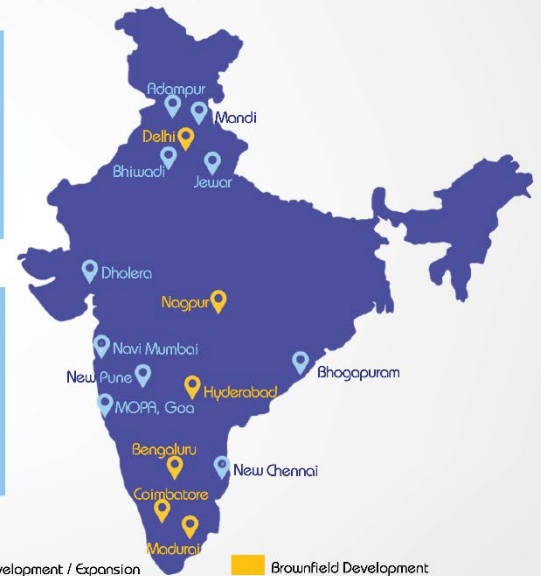 Adampur
Mandi
Delhi
Bhiwadi
Jewar
Dholera
Nagpur
Navi Mumbai
New Pune
Bhogapuram
Hyderabad
MOPA, Goa
Bengaluru
New Chennai
Coimbatore
Madurai
velopment / Expansion
Brownfield Development